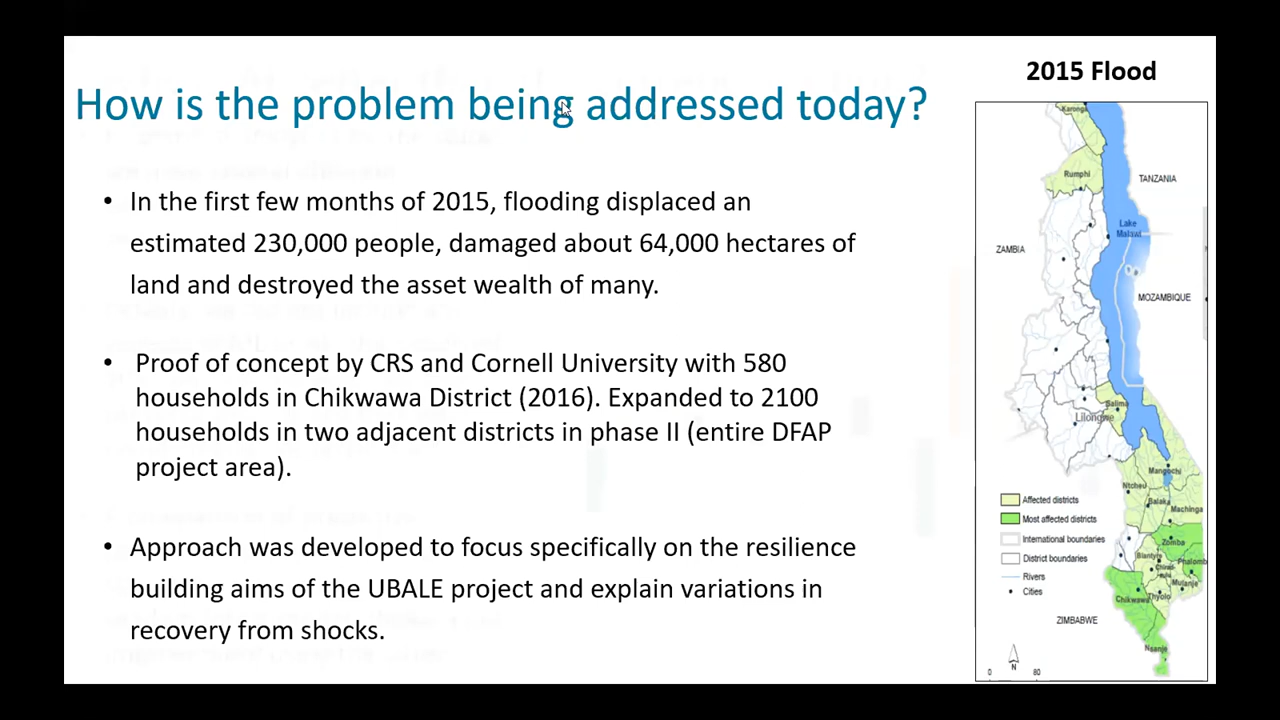 2015 Flood
How is the problem being addressed today?
• In the first few months of 2015, flooding displaced an
estimated 230,000 people, damaged about 64,000 hectares of
land and destroyed the asset wealth of many.
• Proof of concept by CRS and Cornell University with 580
households in Chikwawa District (2016). Expanded to 2100
households in two adjacent districts in phase II (entire DFAP
project area).
• Approach was developed to focus specifically on the resilience
building aims of the UBALE project and explain variations in
recovery from shocks.
Karonga
Rumphi
TANZANIA
Lake
Malawi
ZAMBIA
MOZAMBIQUE
Salima
Lilongwe
Mangochi
Ntcheu
Balaka
Machinga
Affected districts
Most affected districts
International boundaries
District boundaries
Rivers
Cities
Zomba
Blantyre
Phalomb
Mulanje
Chikwawa
Thyolo
ZIMBABWE
Nsanje
N
0 80